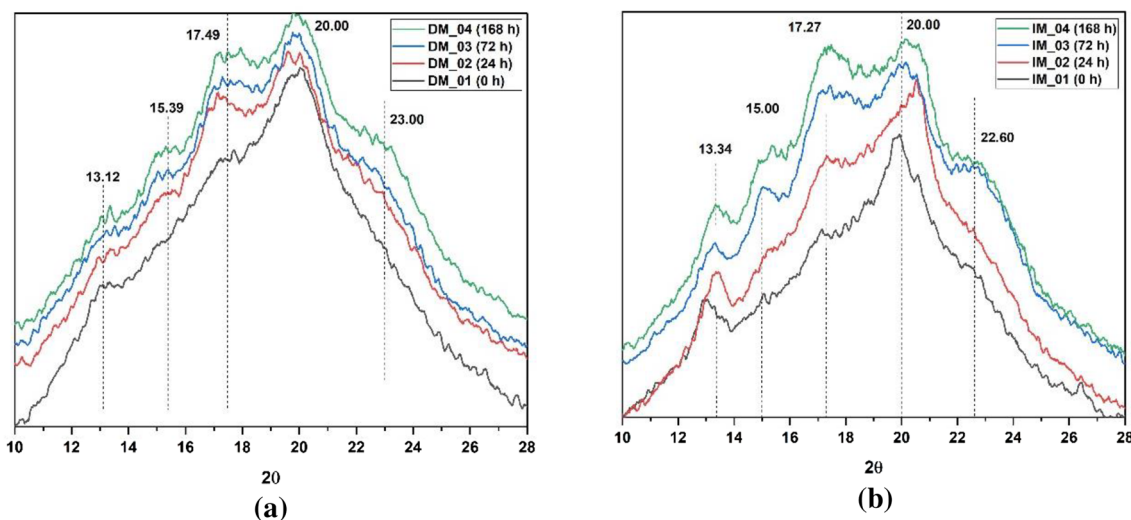 17.49
20.00
DM_04 (168 h)
DM_03 (72 h)
DM_02 (24 h)
DM_01 (0 h)
15.39
23.00
13.12
10 12 14 16 18 20 22 24 26 28
2θ
(a)
17.27
20.00
IM_04 (168 h)
IM_03 (72 h)
IM_02 (24 h)
IM_01 (0 h)
15.00
13.34
22.60
10 12 14 16 18 20 22 24 26 28
2θ
(b)